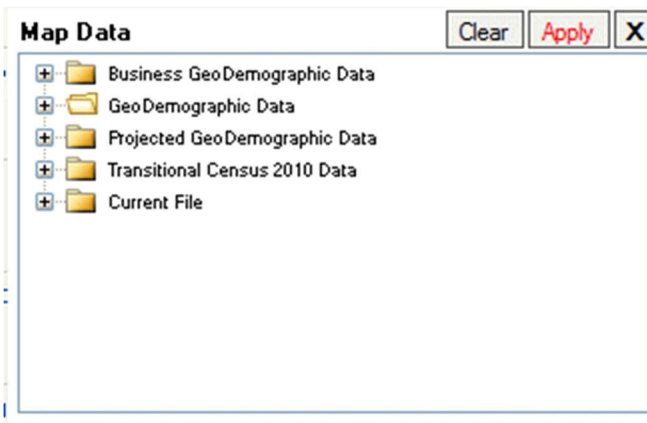 Map Data Clear Apply X
Business GeoDemographic Data
GeoDemographic Data
Projected GeoDemographic Data
Transitional Census 2010 Data
Current File